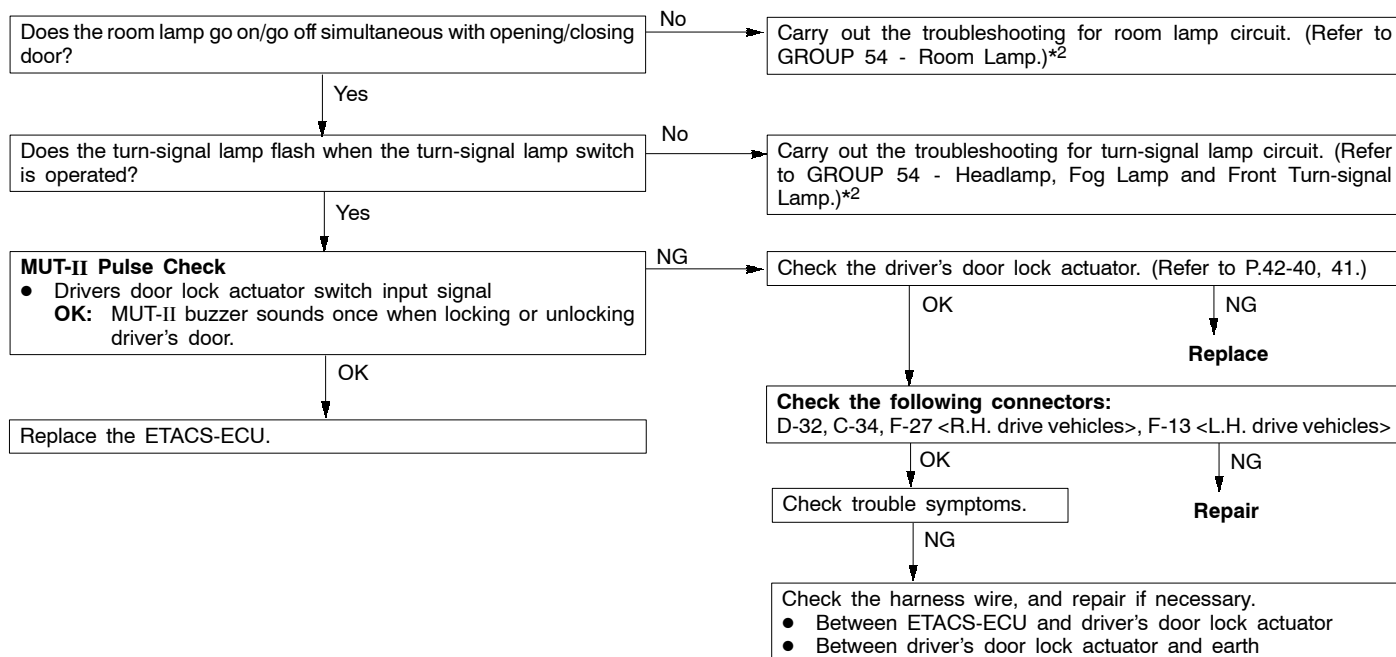 Does the room lamp go on/go off simultaneous with opening/closing
door?
No
Carry out the troubleshooting for room lamp circuit. (Refer to
GROUP 54 - Room Lamp.)*2
Yes
Does the turn-signal lamp flash when the turn-signal lamp switch
is operated?
No
Carry out the troubleshooting for turn-signal lamp circuit. (Refer
to GROUP 54 - Headlamp, Fog Lamp and Front Turn-signal
Lamp.)*2
Yes
MUT-II Pulse Check
● Drivers door lock actuator switch input signal
OK: MUT-II buzzer sounds once when locking or unlocking
driver's door.
NG
Check the driver's door lock actuator. (Refer to P.42-40, 41.)
OK
NG
Replace
OK
Replace the ETACS-ECU.
Check the following connectors:
D-32, C-34, F-27 <R.H. drive vehicles>, F-13 <L.H. drive vehicles>
OK
NG
Check trouble symptoms.
Repair
NG
Check the harness wire, and repair if necessary.
● Between ETACS-ECU and driver's door lock actuator
● Between driver's door lock actuator and earth